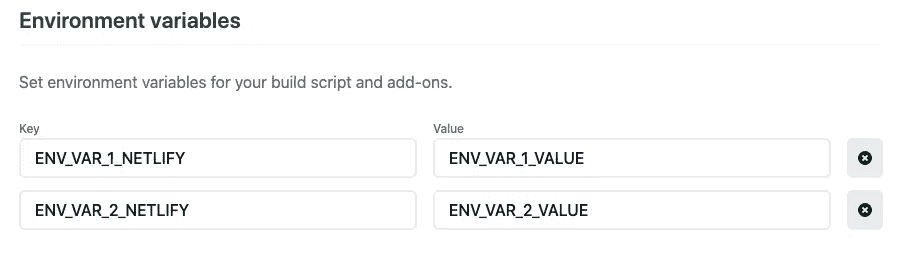 Environment variables
Set environment variables for your build script and add-ons.
Key Value
ENV_VAR_1_NETLIFY ENV_VAR_1_VALUE
ENV_VAR_2_NETLIFY ENV_VAR_2_VALUE